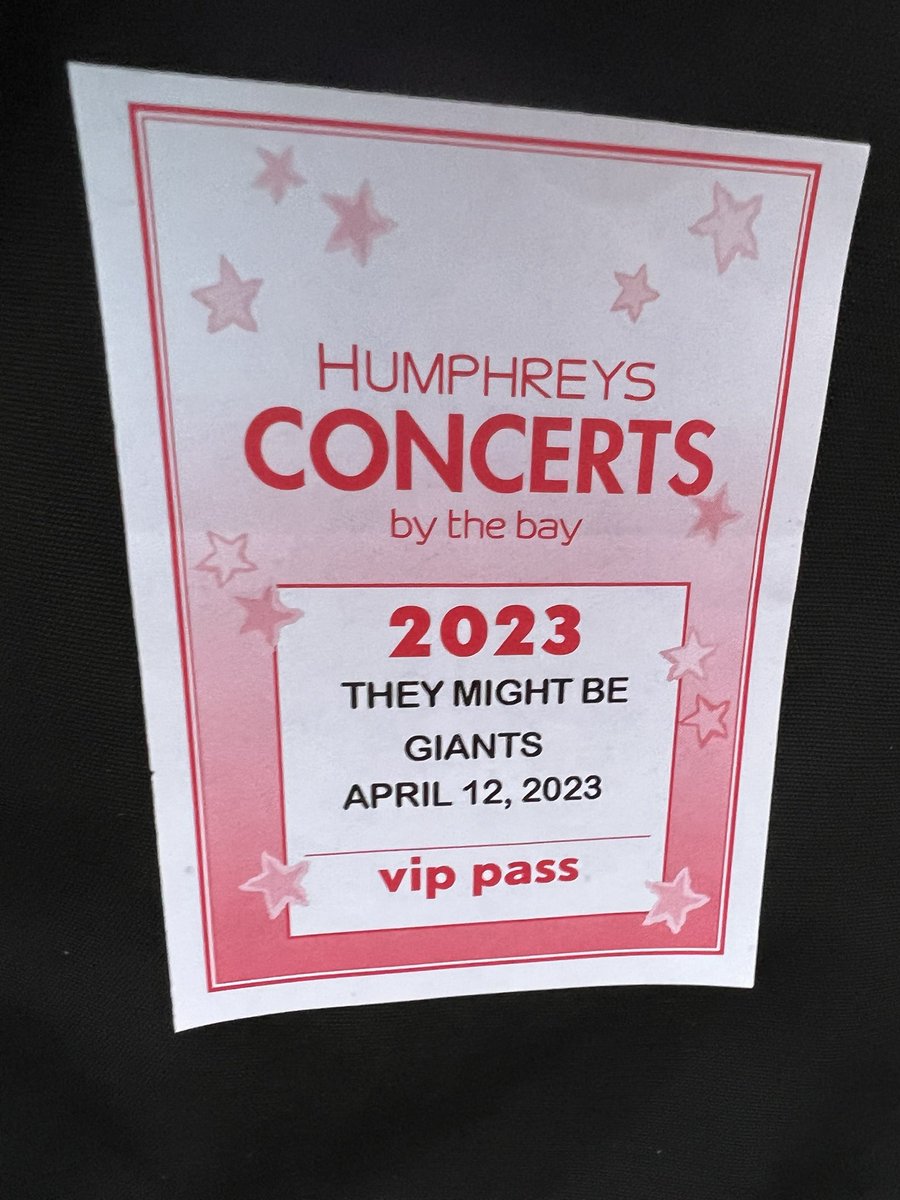 HUMPHREYS
CONCERTS
by the bay
2023
THEY MIGHT BE
GIANTS
APRIL 12, 2023
vip pass